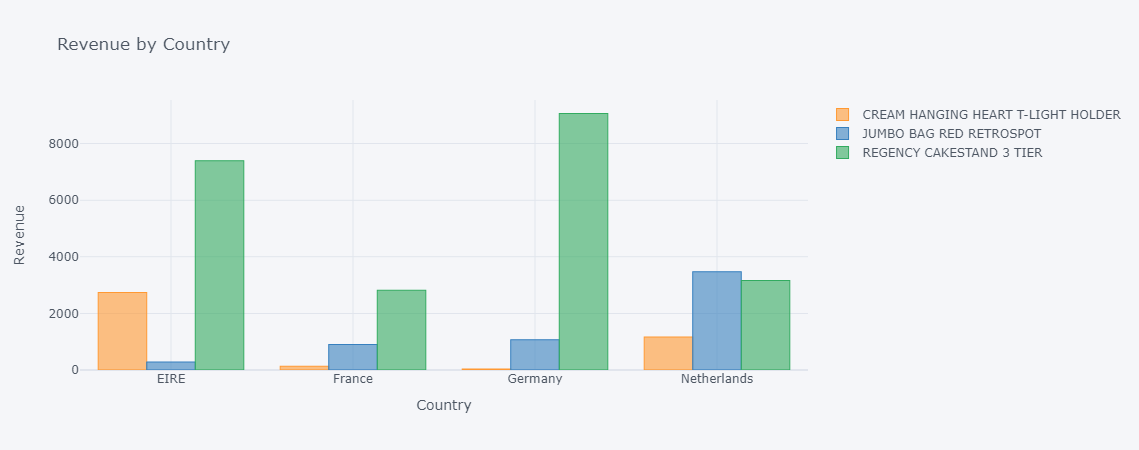 Revenue by Country
CREAM HANGING HEART T-LIGHT HOLDER
JUMBO BAG RED RETROSPOT
REGENCY CAKESTAND 3 TIER
Revenue
8000
6000
4000
2000
0
EIRE France Germany Netherlands
Country